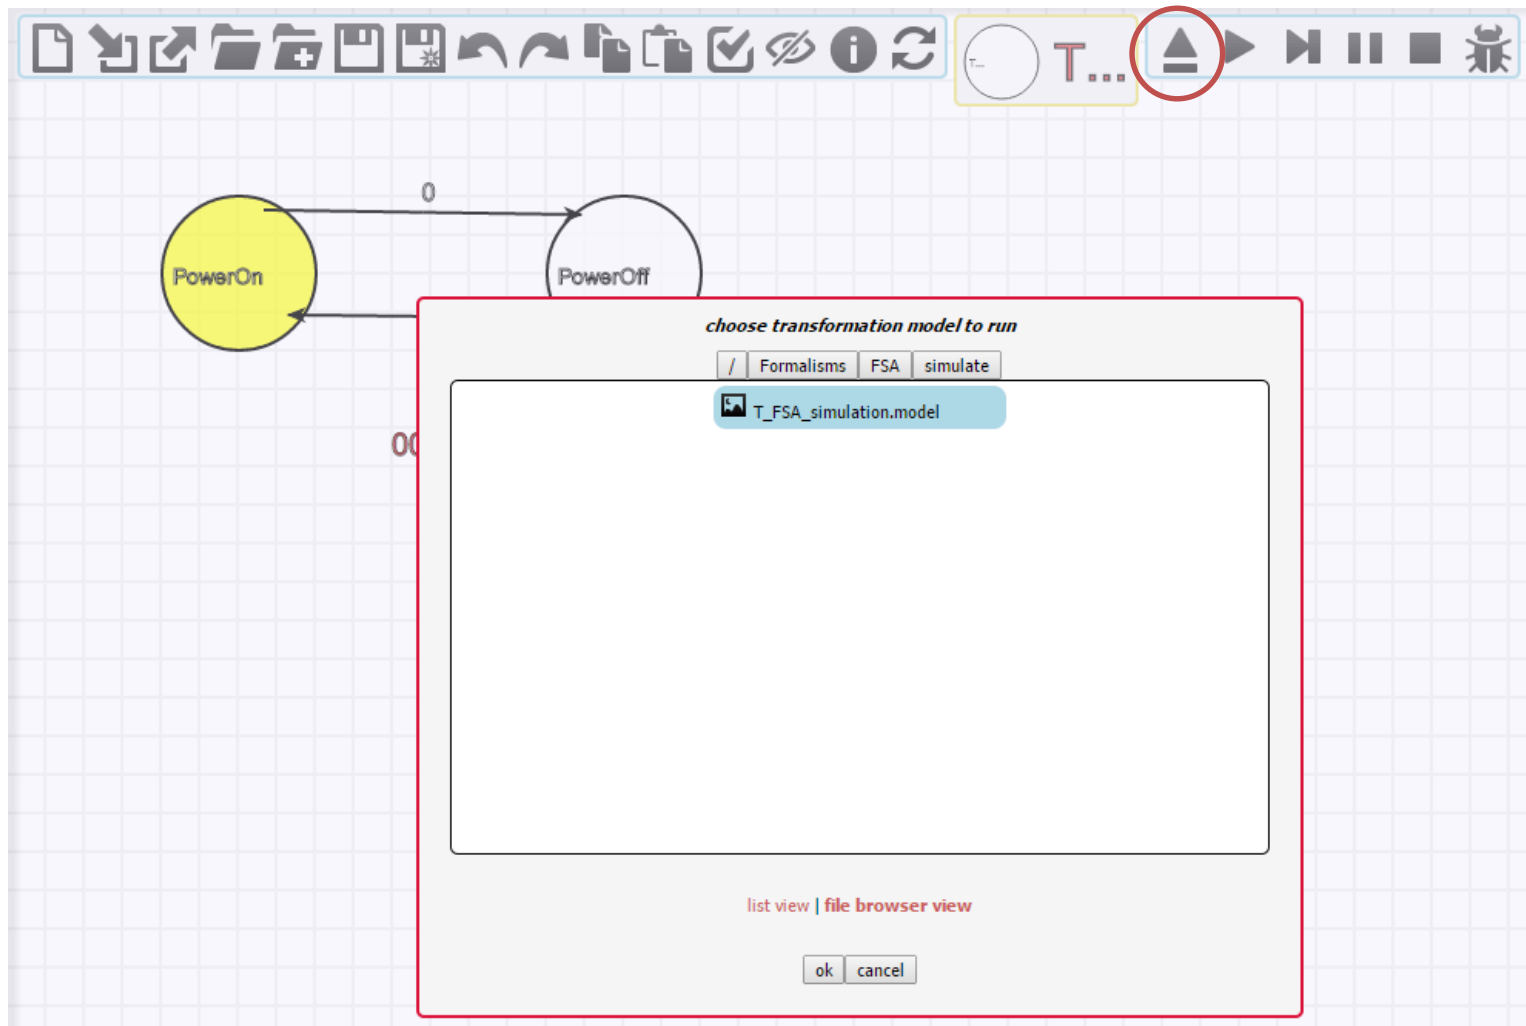 T...
T...
0
PowerOn
PowerOff
choose transformation model to run
/ Formalisms FSA simulate
T_FSA_simulation.model
00
list view | file browser view
ok cancel